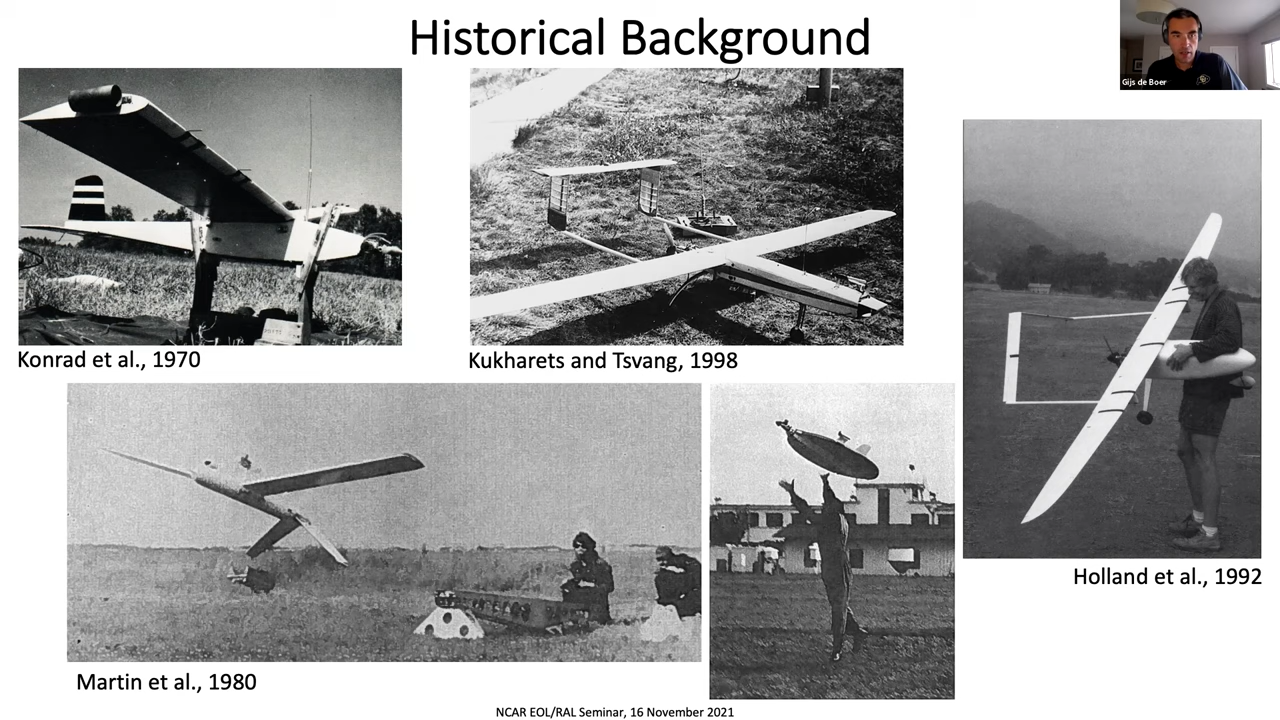 Historical Background
Gijs de Boer
Konrad et al., 1970
Kukharets and Tsvang, 1998
Holland et al., 1992
Martin et al., 1980
NCAR EOL/RAL Seminar, 16 November 2021